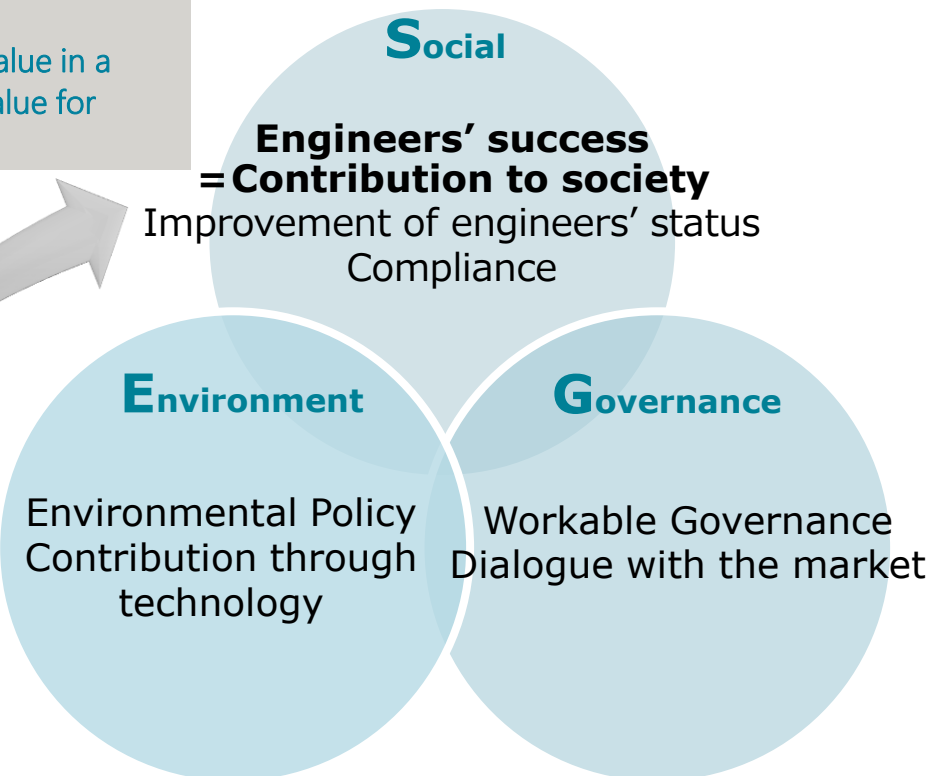 alue in a
alue for
Social
Engineers’ success
=Contribution to society
Improvement of engineers’ status
Compliance
Environment
Environmental Policy
Contribution through
technology
Governance
Workable Governance
Dialogue with the market